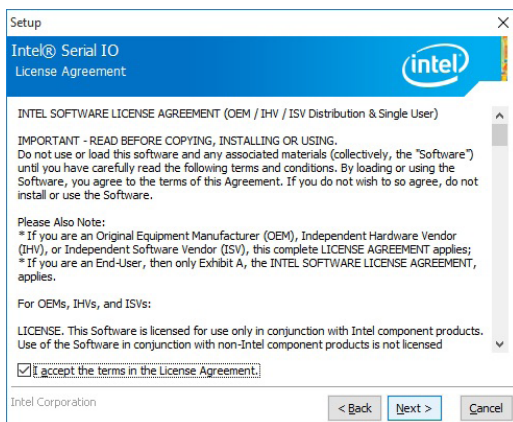 Setup
Intel® Serial IO
License Agreement
intel
INTEL SOFTWARE LICENSE AGREEMENT (OEM / IHV / ISV Distribution & Single User)
IMPORTANT - READ BEFORE COPYING, INSTALLING OR USING.
Do not use or load this software and any associated materials (collectively, the "Software")
until you have carefully read the following terms and conditions. By loading or using the
Software, you agree to the terms of this Agreement. If you do not wish to so agree, do not
install or use the Software.
Please Also Note:
* If you are an Original Equipment Manufacturer (OEM), Independent Hardware Vendor
(IHV), or Independent Software Vendor (ISV), this complete LICENSE AGREEMENT applies;
* If you are an End-User, then only Exhibit A, the INTEL SOFTWARE LICENSE AGREEMENT,
applies.
For OEMs, IHVs, and ISVs:
LICENSE. This Software is licensed for use only in conjunction with Intel component products.
Use of the Software in conjunction with non-Intel component products is not licensed
I accept the terms in the License Agreement.
Intel Corporation
< Back
Next >
Cancel